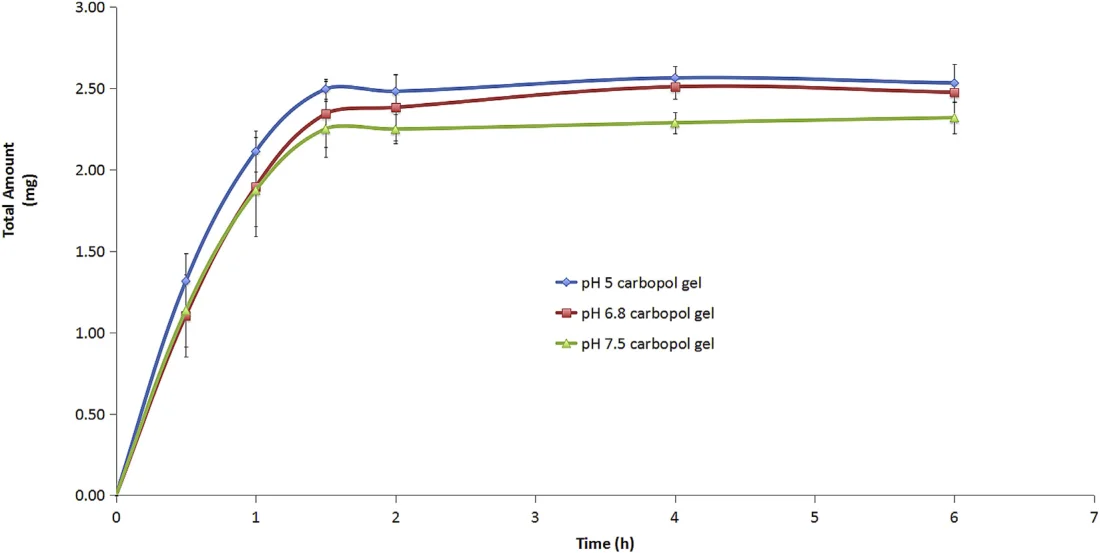 3.00
2.50
2.00
1.50
1.00
0.50
0.00
Total Amount
(mg)
pH 5 carbopol gel
pH 6.8 carbopol gel
pH 7.5 carbopol gel
0 1 2 3 4 5 6 7
Time (h)